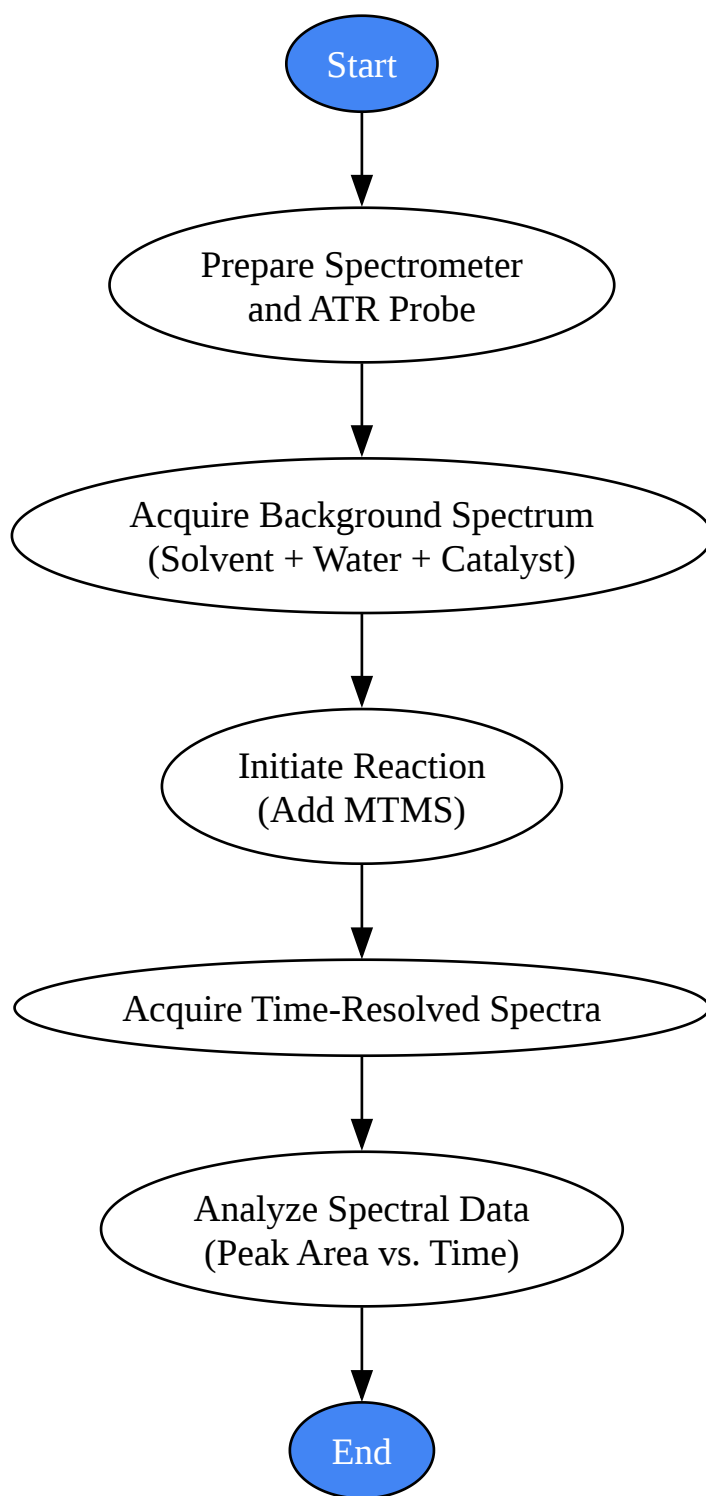 Start
Prepare Spectrometer
and ATR Probe
Acquire Background Spectrum
(Solvent + Water + Catalyst)
Initiate Reaction
(Add MTMS)
Acquire Time-Resolved Spectra
Analyze Spectral Data
(Peak Area vs. Time)
End